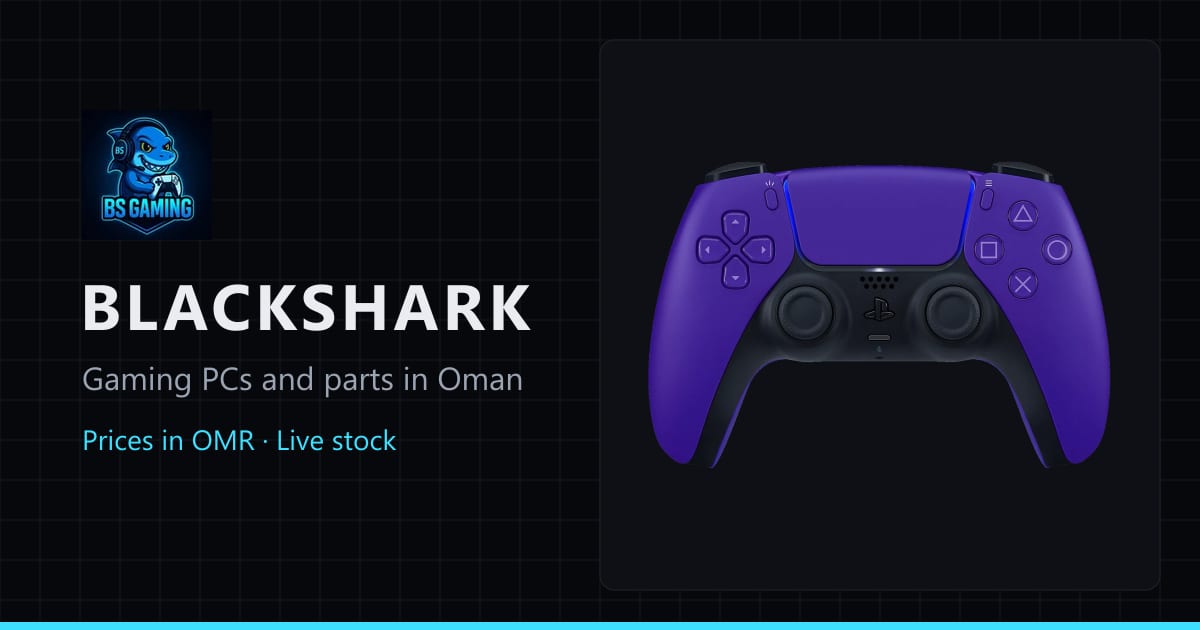 BS
BS GAMING
BLACKSHARK
Gaming PCs and parts in Oman
Prices in OMR · Live stock